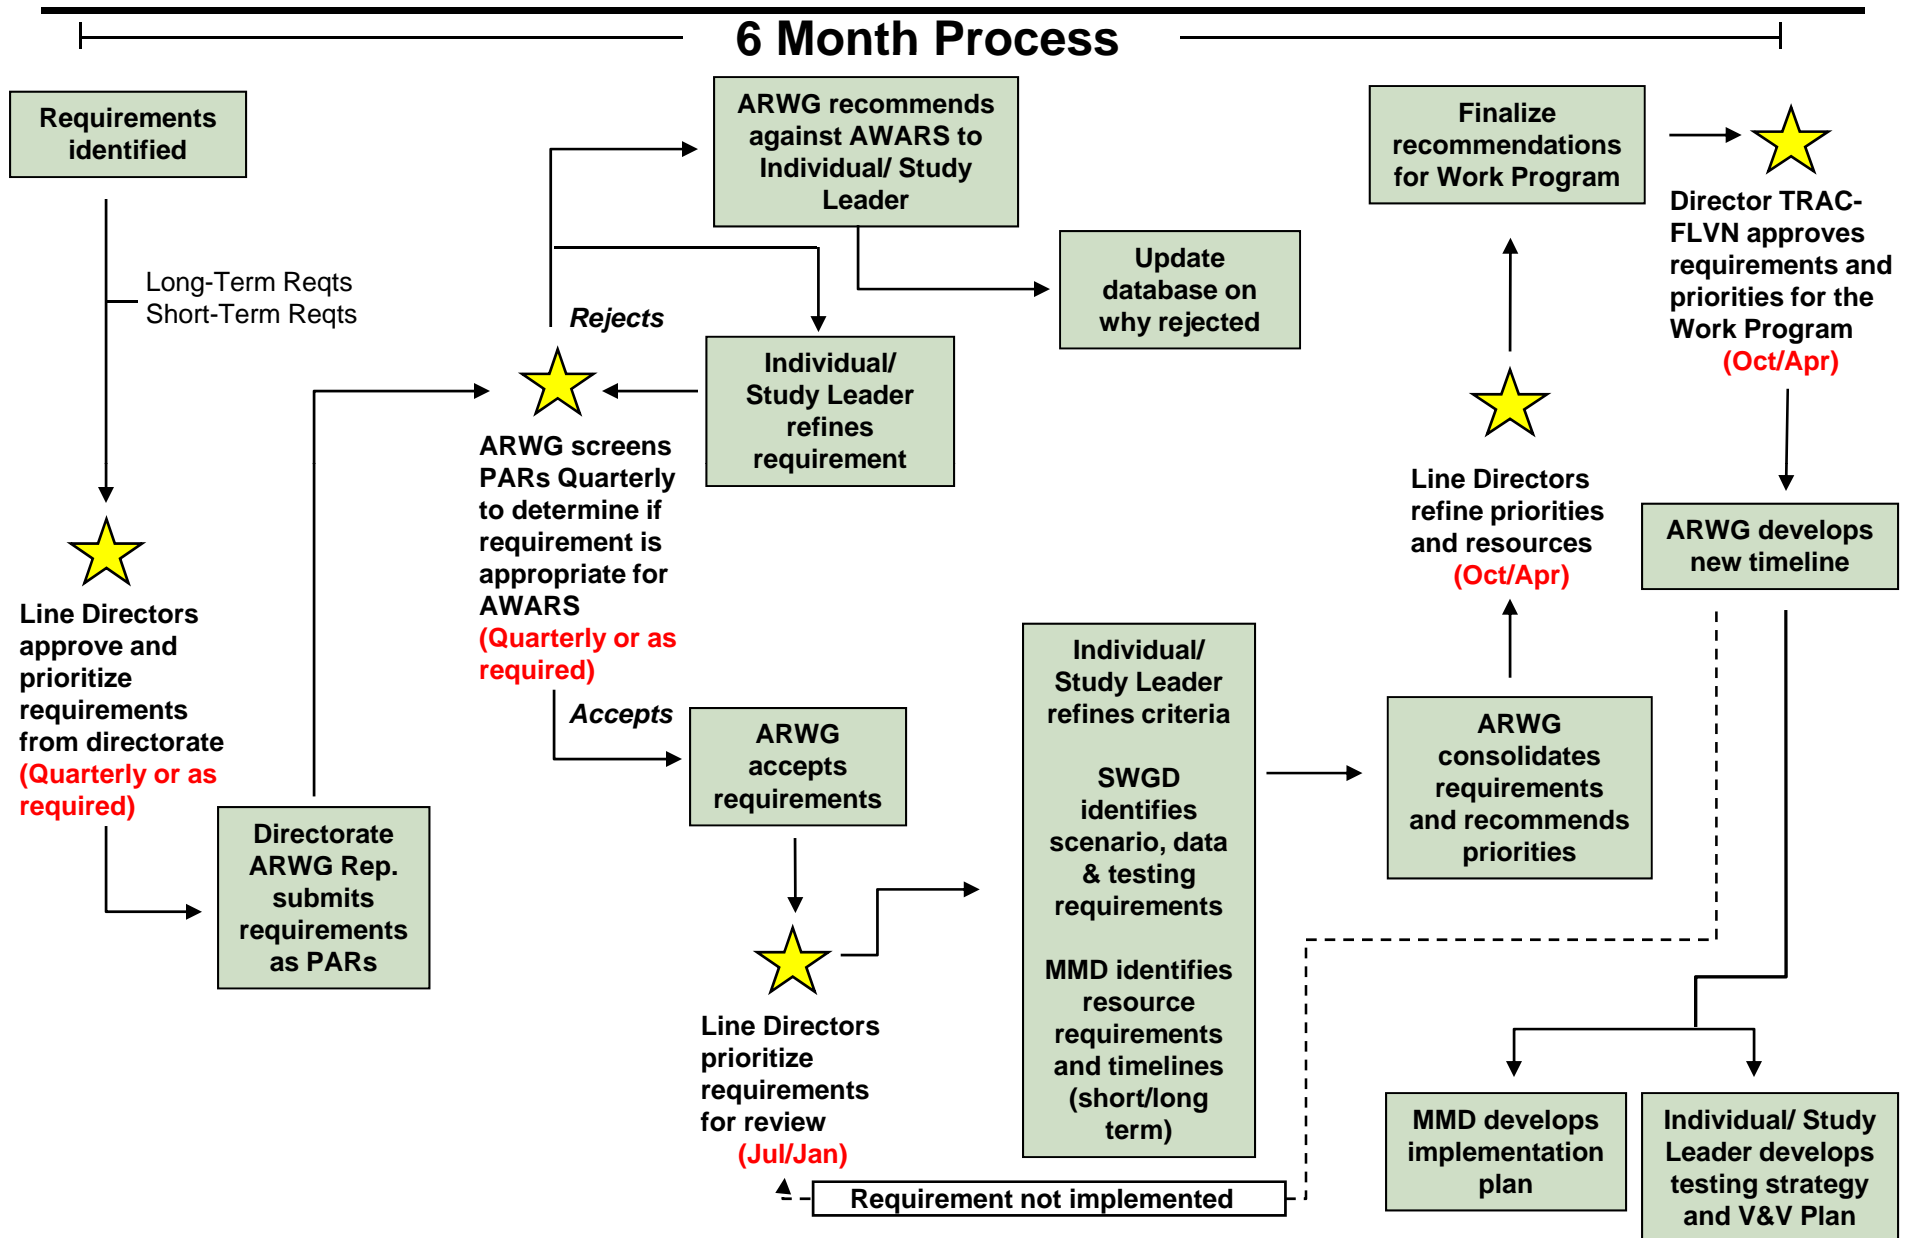 6 Month Process
Requirements
identified
Long-Term Reqts
Short-Term Reqts
Line Directors
approve and
prioritize
requirements
from directorate
(Quarterly or as
required)
Directorate
ARWG Rep.
submits
requirements
as PARs
ARWG screens
PARs Quarterly
to determine if
requirement is
appropriate for
AWARS
(Quarterly or as
required)
Rejects
ARWG recommends
against AWARS to
Individual/ Study
Leader
Update
database on
why rejected
Individual/
Study Leader
refines
requirement
Accepts
ARWG
accepts
requirements
Line Directors
prioritize
requirements
for review
(Jul/Jan)
Individual/
Study Leader
refines criteria
SWGD
identifies
scenario, data
& testing
requirements
MMD identifies
resource
requirements
and timelines
(short/long
term)
ARWG
consolidates
requirements
and recommends
priorities
Line Directors
refine priorities
and resources
(Oct/Apr)
Finalize
recommendations
for Work Program
Director TRAC-
FLVN approves
requirements and
priorities for the
Work Program
(Oct/Apr)
ARWG develops
new timeline
MMD develops
implementation
plan
Individual/ Study
Leader develops
testing strategy
and V&V Plan
Requirement not implemented